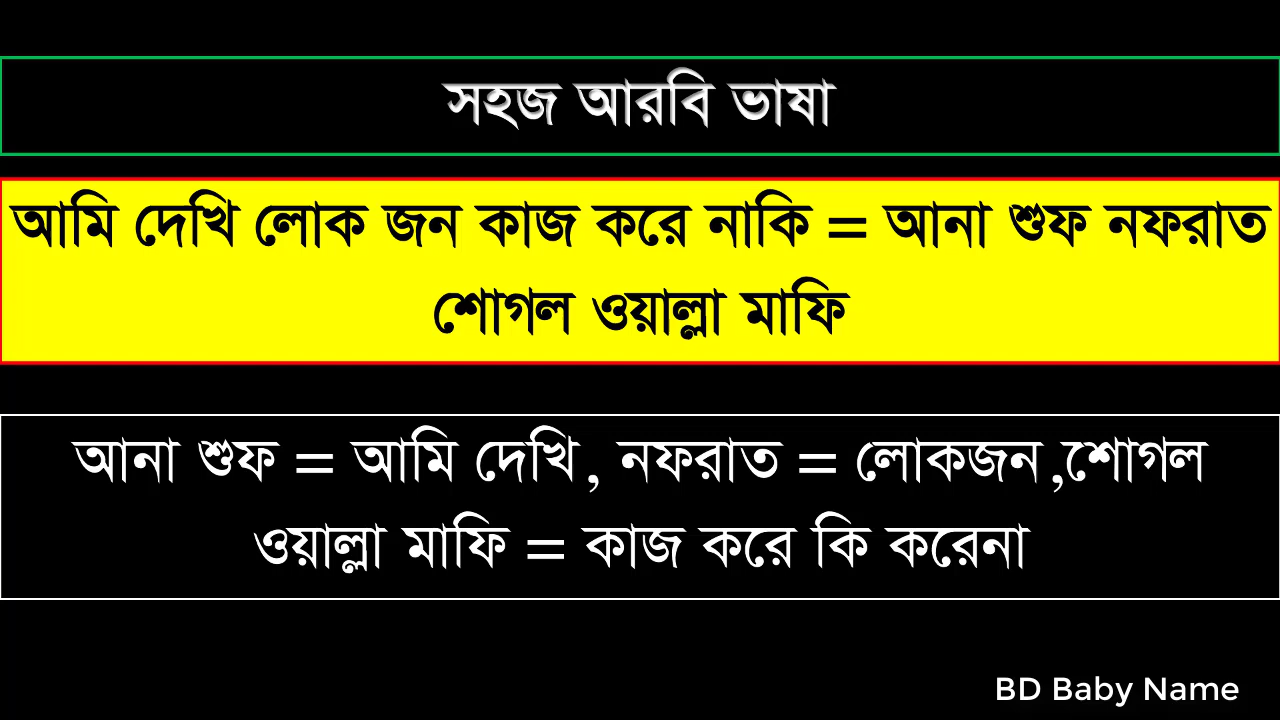 সহজ আরবি ভাষা
আমি দেখি লোক জন কাজ করে নাকি = আনা শুফ নফরাত
শোগল ওয়াল্লা মাফি
আনা শুফ = আমি দেখি, নফরাত = লোকজন,শোগল
ওয়াল্লা মাফি = কাজ করে কি করেনা
BD Baby Name